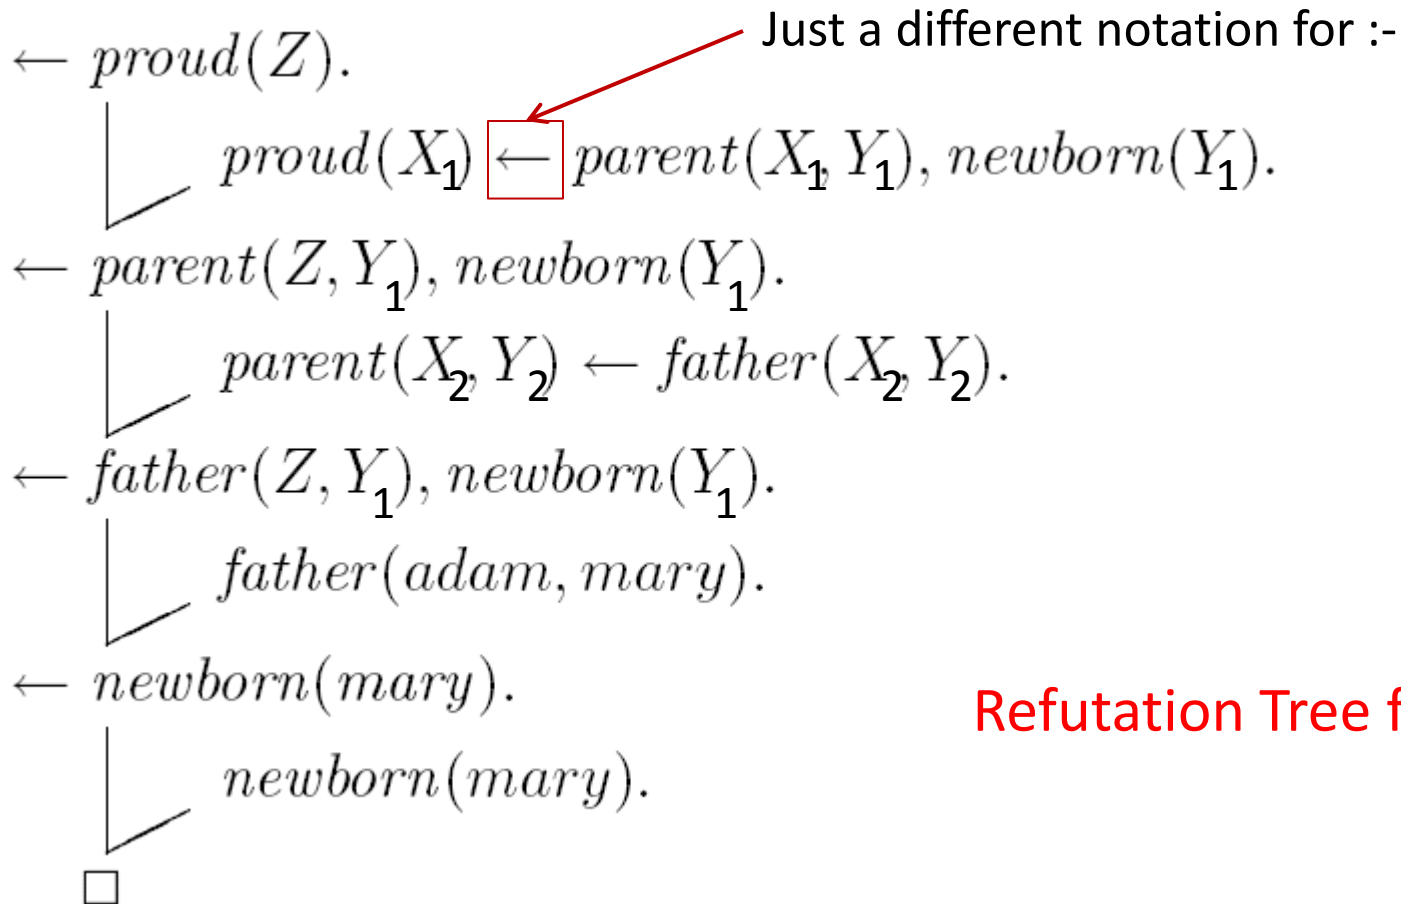 Just a different notation for :-
← proud(Z).
proud(X₁) ← parent(X₁, Y₁), newborn(Y₁).
← parent(Z, Y₁), newborn(Y₁).
parent(X₂, Y₂) ← father(X₂, Y₂).
← father(Z, Y₁), newborn(Y₁).
father(adam, mary).
← newborn(mary).
Refutation Tree f
newborn(mary).
□